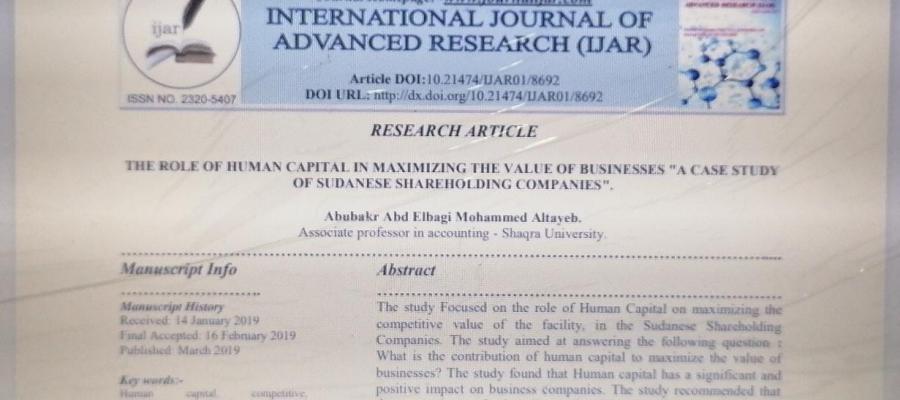 ijar
ISSN NO. 2320-5407
INTERNATIONAL JOURNAL OF
ADVANCED RESEARCH (IJAR)
Article DOI:10.21474/IJAR01/8692
DOI URL: http://dx.doi.org/10.21474/IJAR01/8692
RESEARCH ARTICLE
THE ROLE OF HUMAN CAPITAL IN MAXIMIZING THE VALUE OF BUSINESSES "A CASE STUDY
OF SUDANESE SHAREHOLDING COMPANIES".
Abubakr Abd Elbagi Mohammed Altayeb.
Associate professor in accounting - Shaqra University.
Manuscript Info
Manuscript History
Received: 14 January 2019
Final Accepted: 16 February 2019
Published: March 2019
Key words:-
Human capital, competitive,
Abstract
The study Focused on the role of Human Capital on maximizing the
competitive value of the facility, in the Sudanese Shareholding
Companies. The study aimed at answering the following question :
What is the contribution of human capital to maximize the value of
businesses? The study found that Human capital has a significant and
positive impact on business companies. The study recommended that